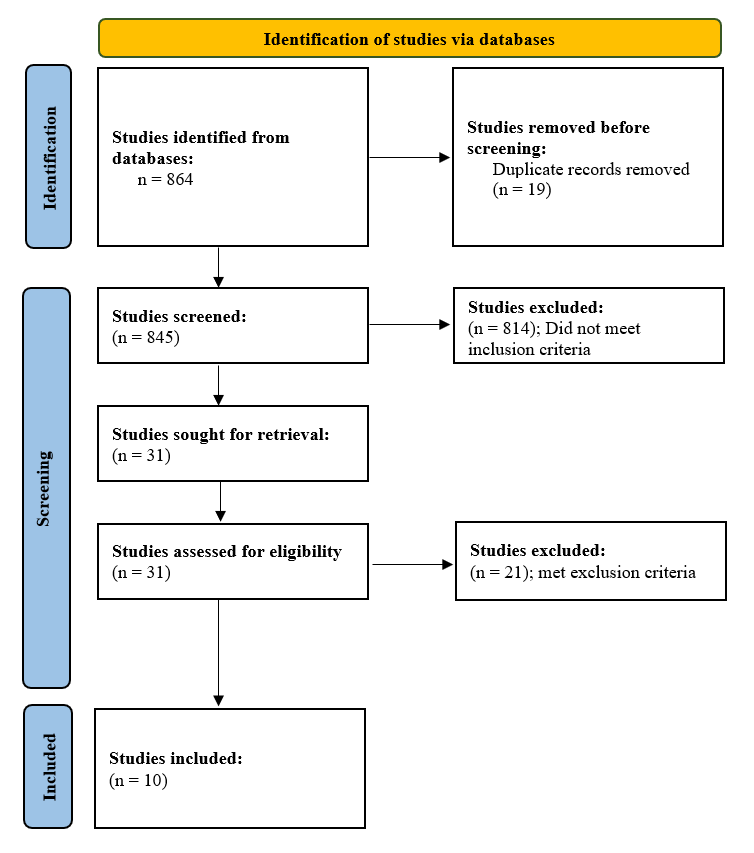 Identification of studies via databases
Identification
Studies identified from
databases:
n = 864
Studies removed before
screening:
Duplicate records removed
(n = 19)
Screening
Studies screened:
(n = 845)
Studies excluded:
(n = 814); Did not meet
inclusion criteria
Studies sought for retrieval:
(n = 31)
Studies assessed for eligibility
(n = 31)
Studies excluded:
(n = 21); met exclusion criteria
Included
Studies included:
(n = 10)